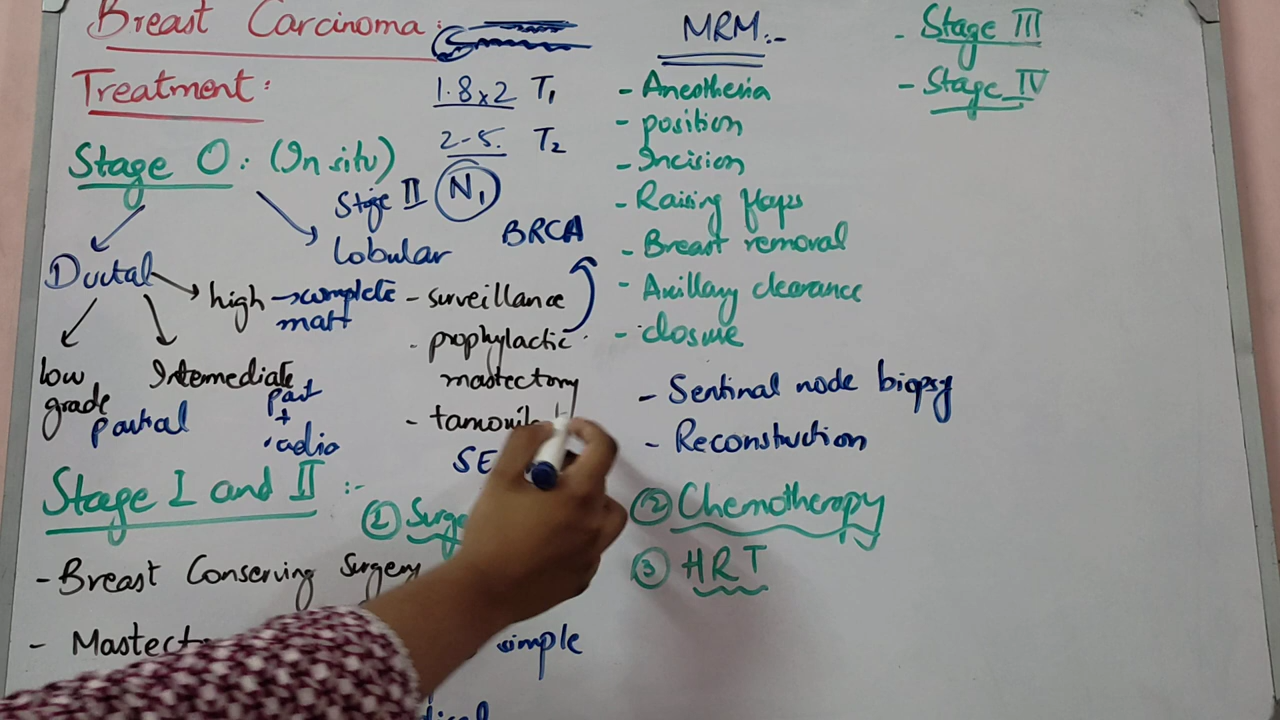 Breast Carcinoma:
Treatment:
1.8x2 T1
2-5. T2
Stage 0: (In situ)
Stage II N1
BRCA
Ductal
lobular
high → complete
matt
low
grade
partial
Intermediate
part
+
radio
- surveillance
- prophylactic
mastectomy
-
SE
Stage I and II :-
① Surge
- Breast Conserving Surgery
- Mastect
simple
dical
MRM:-
- Anesthesia
- position
- Incision
- Raising flaps
- Breast removal
- Axillary clearance
- closure
- Sentinal node biopsy
- Reconstruction
② Chemotherapy
③ HRT
- Stage III
- Stage IV